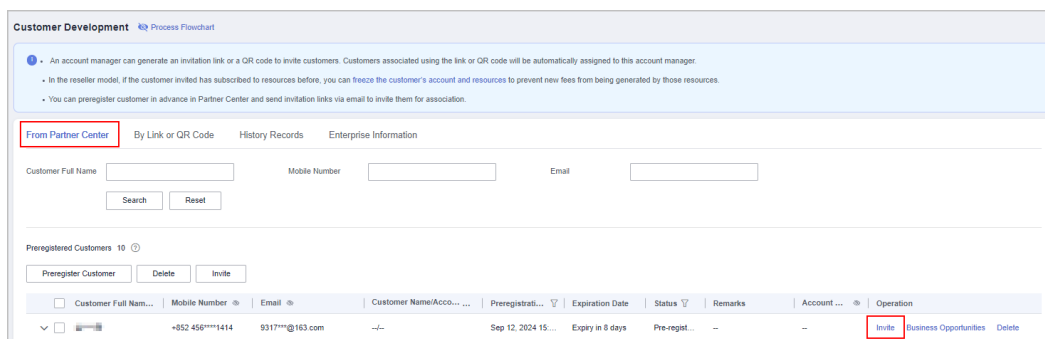 Customer Development Process Flowchart
• An account manager can generate an invitation link or a QR code to invite customers. Customers associated using the link or QR code will be automatically assigned to this account manager.
• In the reseller model, if the customer invited has subscribed to resources before, you can freeze the customer's account and resources to prevent new fees from being generated by those resources.
• You can preregister customer in advance in Partner Center and send invitation links via email to invite them for association.
From Partner Center By Link or QR Code History Records Enterprise Information
Customer Full Name Mobile Number Email
Search Reset
Preregistered Customers 10 ?
Preregister Customer Delete Invite
Customer Full Nam... Mobile Number Email Customer Name/Acco... ... Preregistrati... Expiration Date Status Remarks Account ... Operation
+852 456****1414 9317***@163.com --/-- Sep 12, 2024 15:... Expiry in 8 days Pre-regist... -- -- Invite Business Opportunities Delete